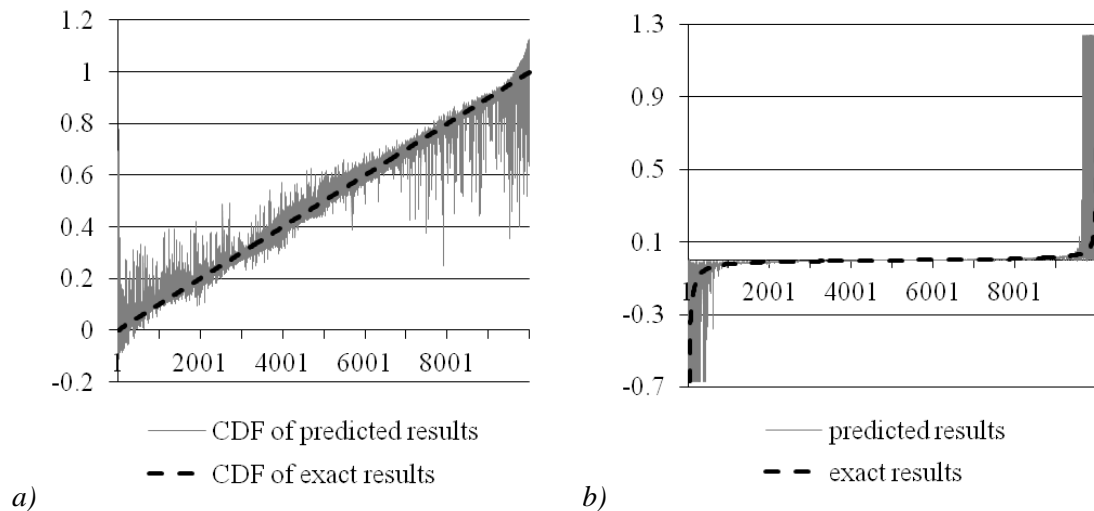 1.2
1
0.8
0.6
0.4
0.2
0
-0.2
1 2001 4001 6001 8001
CDF of predicted results
CDF of exact results
a)
1.3
0.9
0.5
0.1
-0.3
-0.7
1 2001 4001 6001 8001
predicted results
exact results
b)